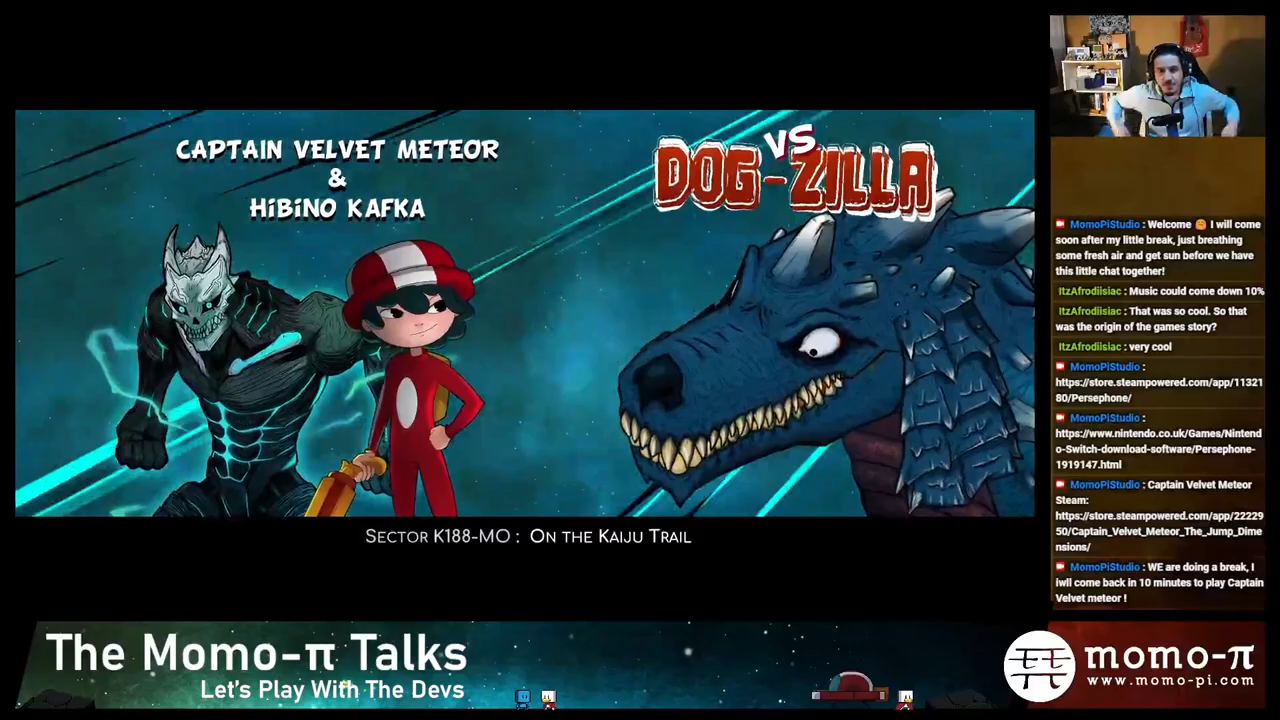 CAPTAIN VELVET METEOR
&
HiBiNO KAFKA
VS
DOG-ZILLA
SECTOR K188-MO : ON THE KAIJU TRAIL
MomoPiStudio : Welcome 😊 I will come
soon after my little break, just breathing
some fresh air and get sun before we have
this little chat together!
ItzAfrodiisiac : Music could come down 10%
ItzAfrodiisiac : That was so cool. So that
was the origin of the games story?
ItzAfrodiisiac : very cool
MomoPiStudio :
https://store.steampowered.com/app/11321
80/Persephone/
MomoPiStudio :
https://www.nintendo.co.uk/Games/Nintend
o-Switch-download-software/Persephone-
1919147.html
MomoPiStudio : Captain Velvet Meteor
Steam:
https://store.steampowered.com/app/22229
50/Captain_Velvet_Meteor_The_Jump_Dime
nsions/
MomoPiStudio : WE are doing a break, I
iwll come back in 10 minutes to play Captain
Velvet meteor !
The Momo-π Talks
Let's Play With The Devs
momo-π
www.momo-pi.com